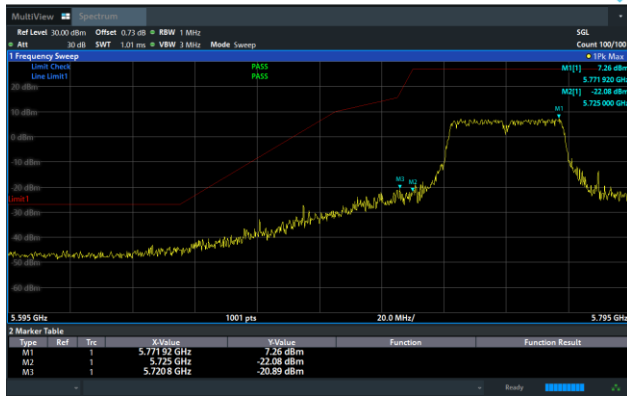 MultiView Spectrum
Ref Level 30.00 dBm Offset 0.73 dB RBW 1 MHz SGL
Att 30 dB SWT 1.01 ms VBW 3 MHz Mode Sweep Count 100/100
1 Frequency Sweep 1Pk Max
Limit Check PASS M1[1] 7.26 dBm
Line Limit1 PASS 5.771 920 GHz
20 dBm M2[1] -22.08 dBm
5.725 000 GHz
M1
10 dBm
0 dBm
-10 dBm
M3 M2
-20 dBm
Limit1
-30 dBm
-40 dBm
-50 dBm
-60 dBm
5.595 GHz 1001 pts 20.0 MHz/ 5.795 GHz
2 Marker Table
Type Ref Trc X-Value Y-Value Function Function Result
M1 1 5.771 92 GHz 7.26 dBm
M2 1 5.725 GHz -22.08 dBm
M3 1 5.720 8 GHz -20.89 dBm
Ready